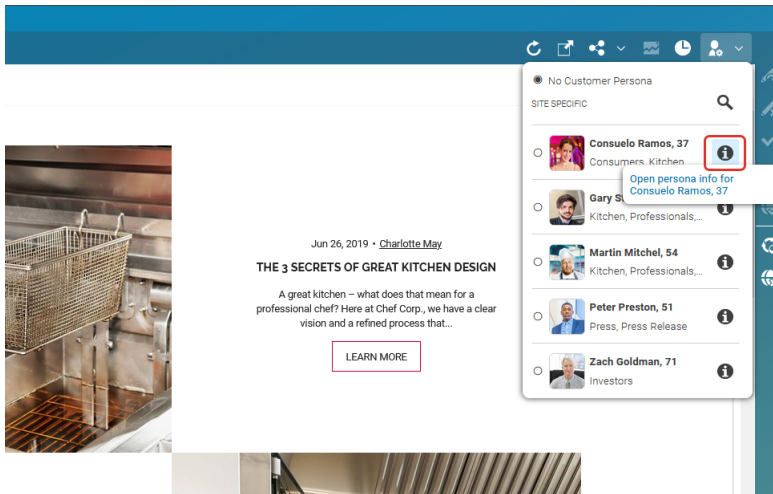 No Customer Persona
SITE SPECIFIC
Consuelo Ramos, 37
Consumers, Kitchen
Open persona info for
Consuelo Ramos, 37
Gary
Kitchen, Professionals,...
Martin Mitchel, 54
Kitchen, Professionals,...
Peter Preston, 51
Press, Press Release
Zach Goldman, 71
Investors
Jun 26, 2019 • Charlotte May
THE 3 SECRETS OF GREAT KITCHEN DESIGN
A great kitchen – what does that mean for a
professional chef? Here at Chef Corp., we have a clear
vision and a refined process that...
LEARN MORE